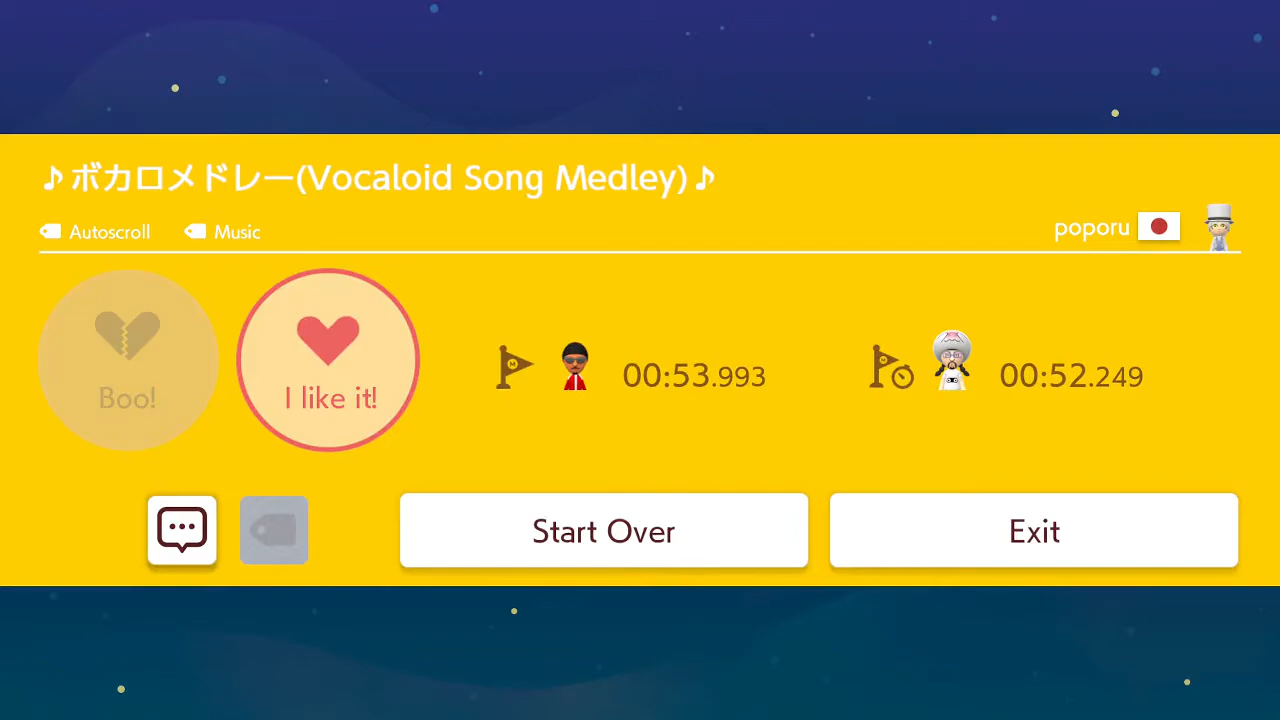 ♪ボカロメドレー(Vocaloid Song Medley)♪
Autoscroll Music
poporu
Boo!
I like it!
00:53.993
00:52.249
Start Over
Exit